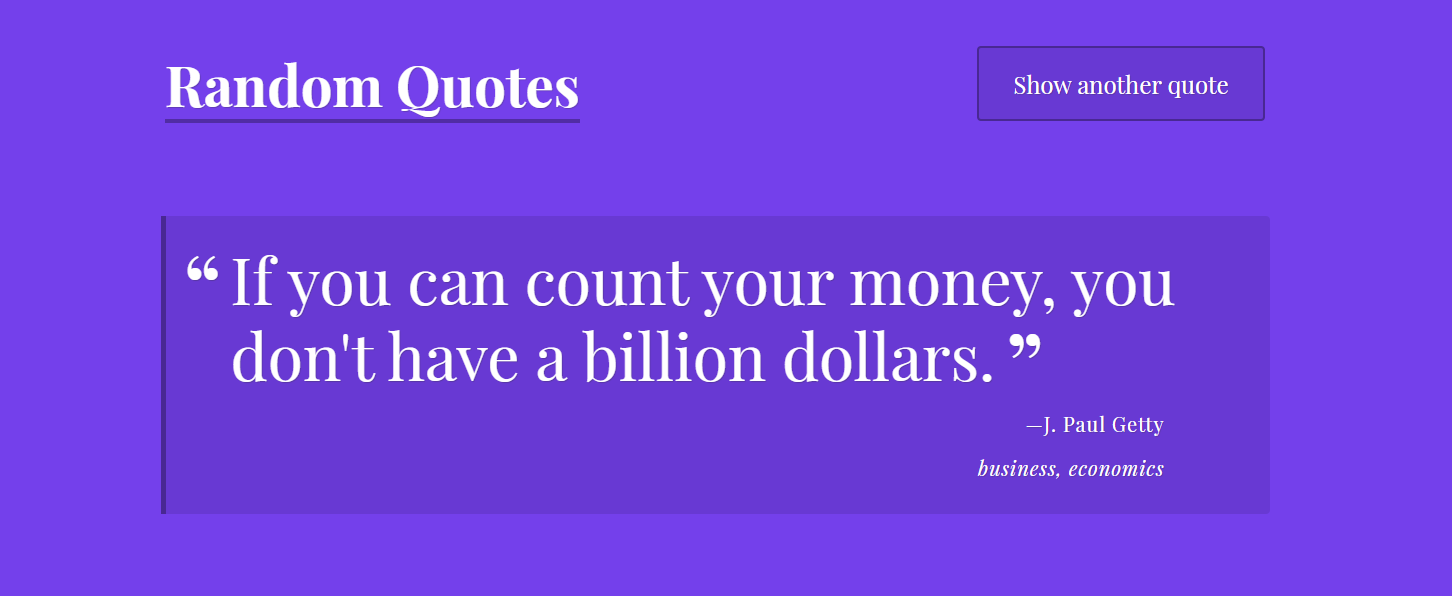 Random Quotes
Show another quote
“ If you can count your money, you
don't have a billion dollars. ”
—J. Paul Getty
business, economics